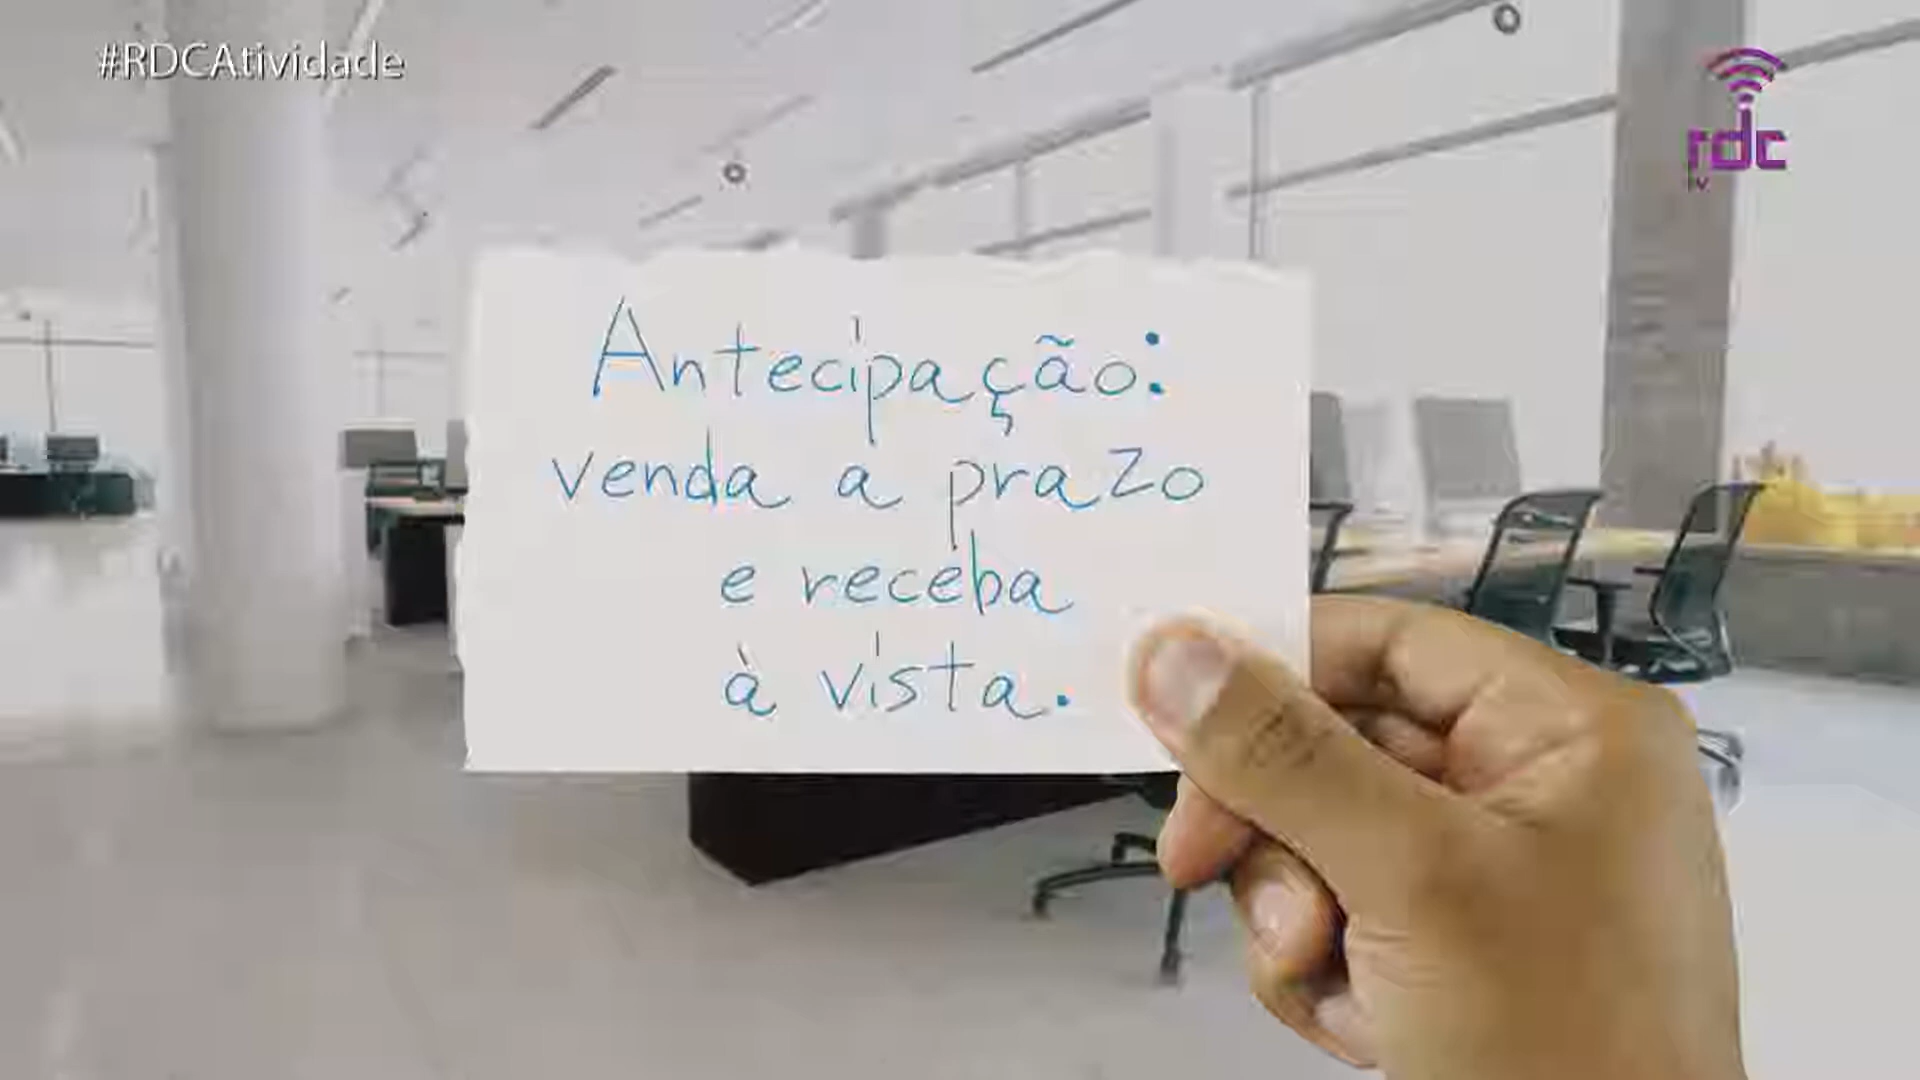 #RDCAtividade
rdc
tv
Antecipação:
venda a prazo
e receba
à vista.